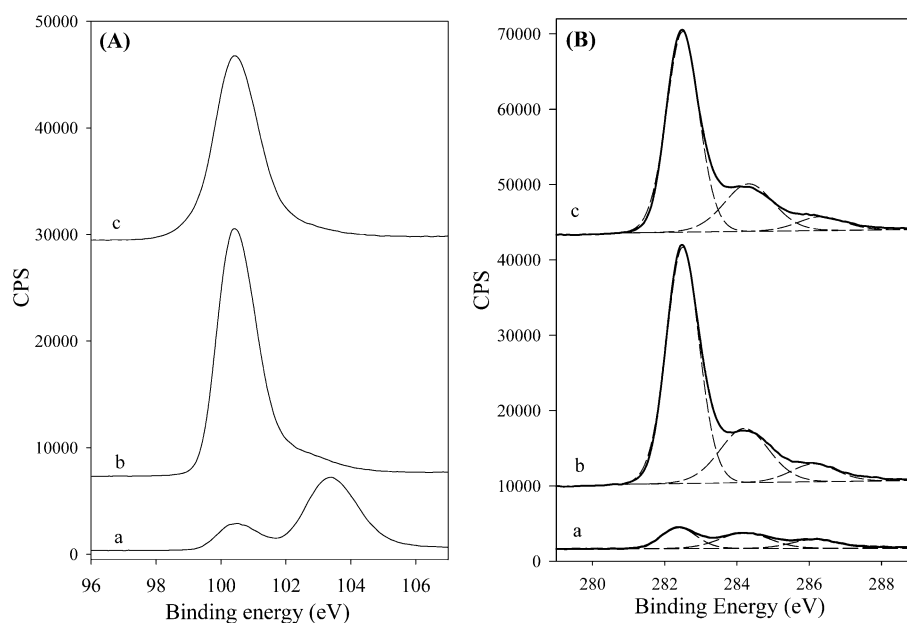 (A)
50000
40000
30000
20000
10000
0
CPS
c
b
a
96 98 100 102 104 106
Binding energy (eV)
(B)
70000
60000
50000
40000
30000
20000
10000
0
CPS
c
b
a
280 282 284 286 288
Binding Energy (eV)